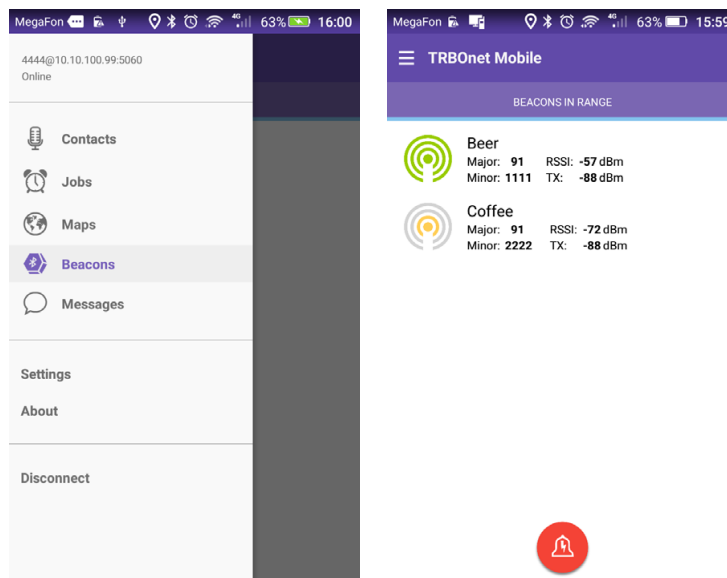 MegaFon 4G 63% 16:00
4444@10.10.100.99:5060
Online
Contacts
Jobs
Maps
Beacons
Messages
Settings
About
Disconnect
MegaFon 4G 63% 15:59
TRBOnet Mobile
BEACONS IN RANGE
Beer
Major: 91 RSSI: -57 dBm
Minor: 1111 TX: -88 dBm
Coffee
Major: 91 RSSI: -72 dBm
Minor: 2222 TX: -88 dBm